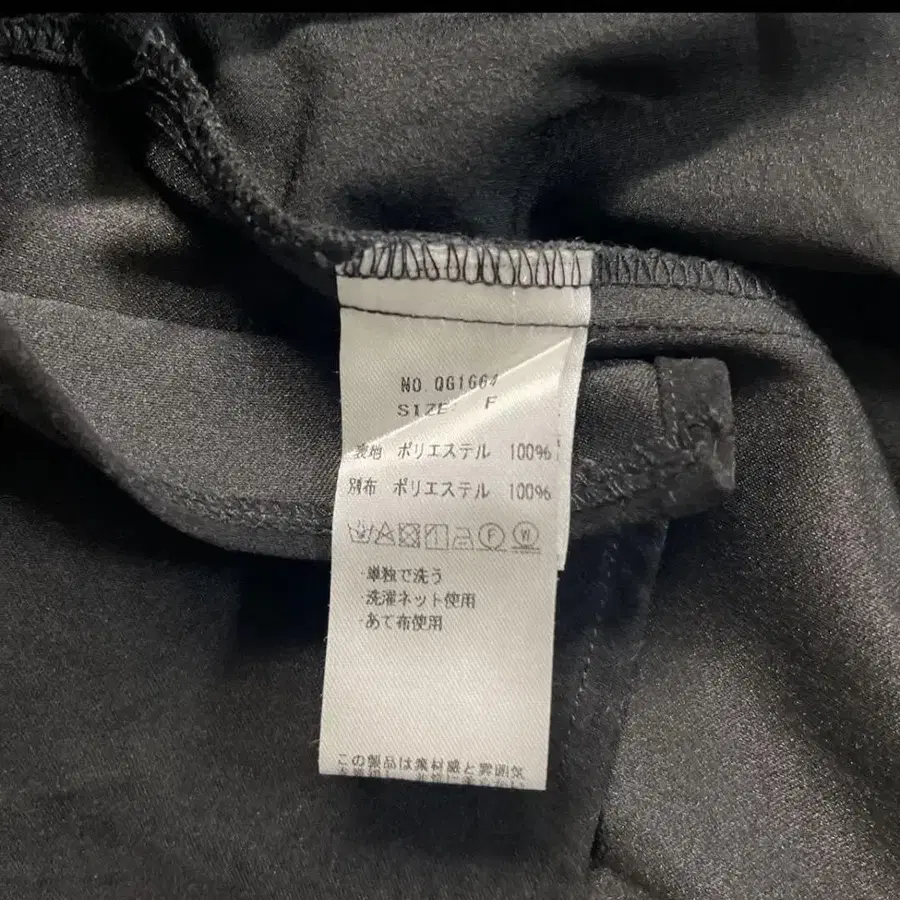 NO QG1664
SIZE: F
表地 ポリエステル 100%
別布 ポリエステル 100%
F W
・単独で洗う
・洗濯ネット使用
・あて布使用
この製品は素材感と雰囲気